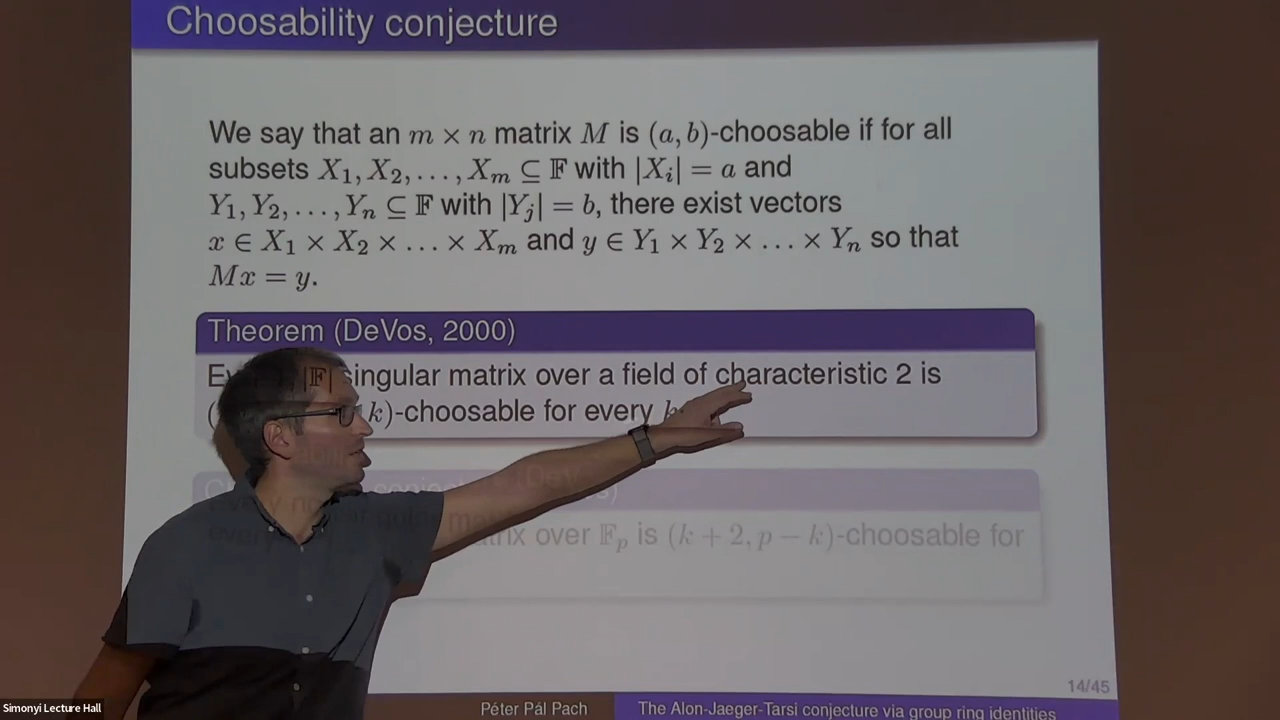 Choosability conjecture
We say that an m × n matrix M is (a, b)-choosable if for all
subsets X₁, X₂, . . . , Xₘ ⊆ 𝔽 with |Xᵢ| = a and
Y₁, Y₂, . . . , Yₙ ⊆ 𝔽 with |Yⱼ| = b, there exist vectors
x ∈ X₁ × X₂ × . . . × Xₘ and y ∈ Y₁ × Y₂ × . . . × Yₙ so that
Mx = y.
Theorem (DeVos, 2000)
singular matrix over a field of characteristic 2 is
k)-choosable for every k
matrix over 𝔽ₚ is (k + 2, p − k)-choosable for
14/45
Simonyi Lecture Hall
Péter Pál Pach
The Alon-Jaeger-Tarsi conjecture via group ring identities